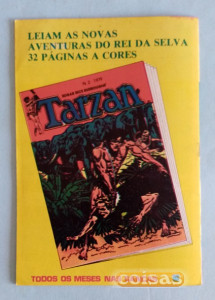 LEIAM AS NOVAS
AVENTURAS DO REI DA SELVA
32 PÁGINAS A CORES
Tarzan
TODOS OS MESES NAS
coisas